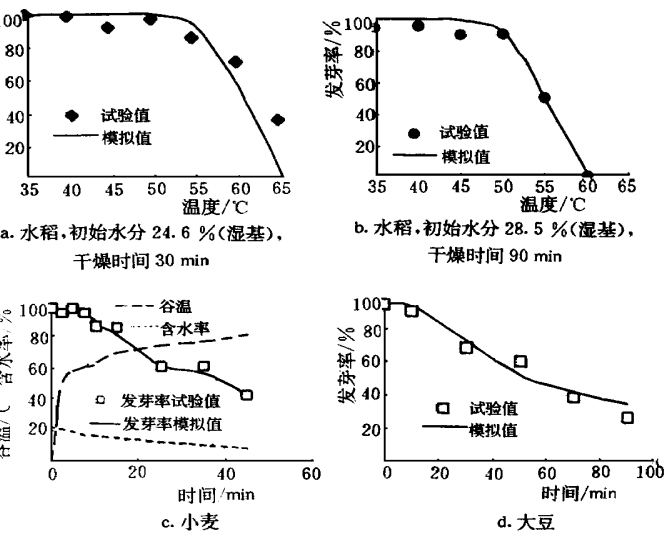 100
80
60
40
20
试验值
模拟值
35 40 45 50 55 60 65
温度/℃
a. 水稻,初始水分 24.6 %(湿基),
干燥时间 30 min
发芽率/%
100
80
60
40
20
试验值
模拟值
35 40 45 50 55 60 65
温度/℃
b. 水稻,初始水分 28.5 %(湿基),
干燥时间 90 min
谷温/℃ 含水率/%
100
80
60
40
20
谷温
含水率
发芽率试验值
发芽率模拟值
0 20 40 60
时间/min
c. 小麦
发芽率/%
100
80
60
40
20
试验值
模拟值
0 20 40 60 80 100
时间/min
d. 大豆